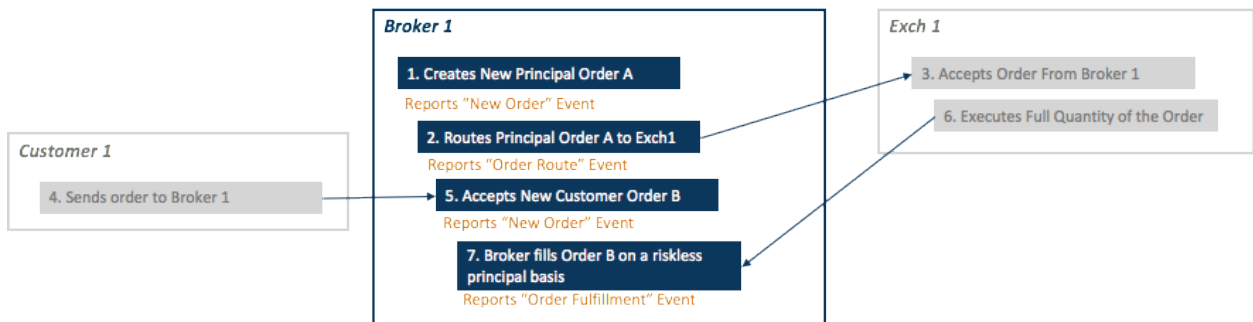 Broker 1
1. Creates New Principal Order A
Reports "New Order" Event
2. Routes Principal Order A to Exch1
Reports "Order Route" Event
5. Accepts New Customer Order B
Reports "New Order" Event
7. Broker fills Order B on a riskless
principal basis
Reports "Order Fulfillment" Event
Exch 1
3. Accepts Order From Broker 1
6. Executes Full Quantity of the Order
Customer 1
4. Sends order to Broker 1